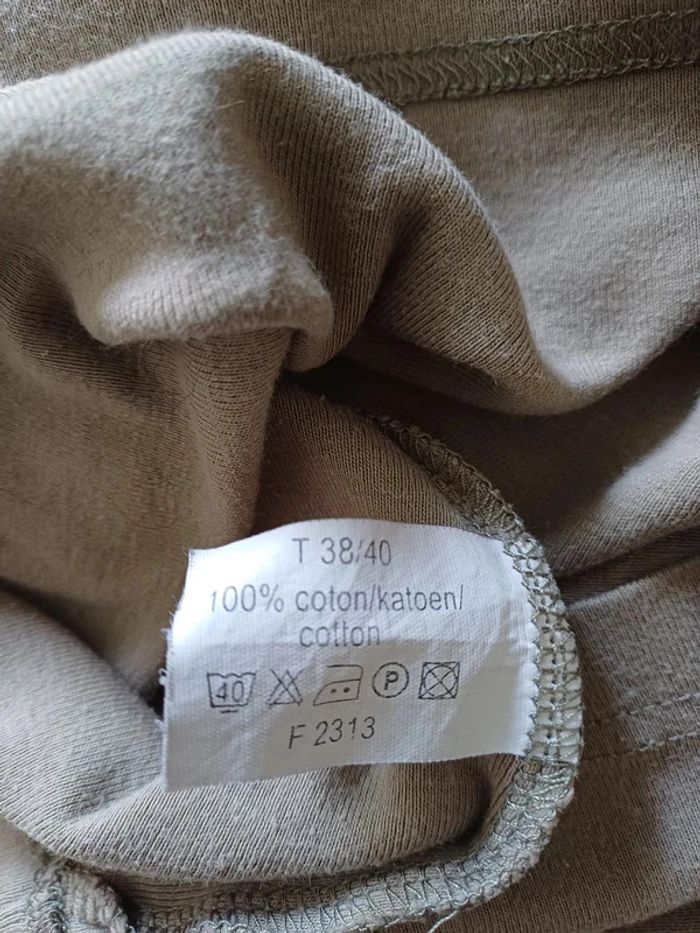 T 38/40
100% coton/katoen/
cotton
40 P
F 2313